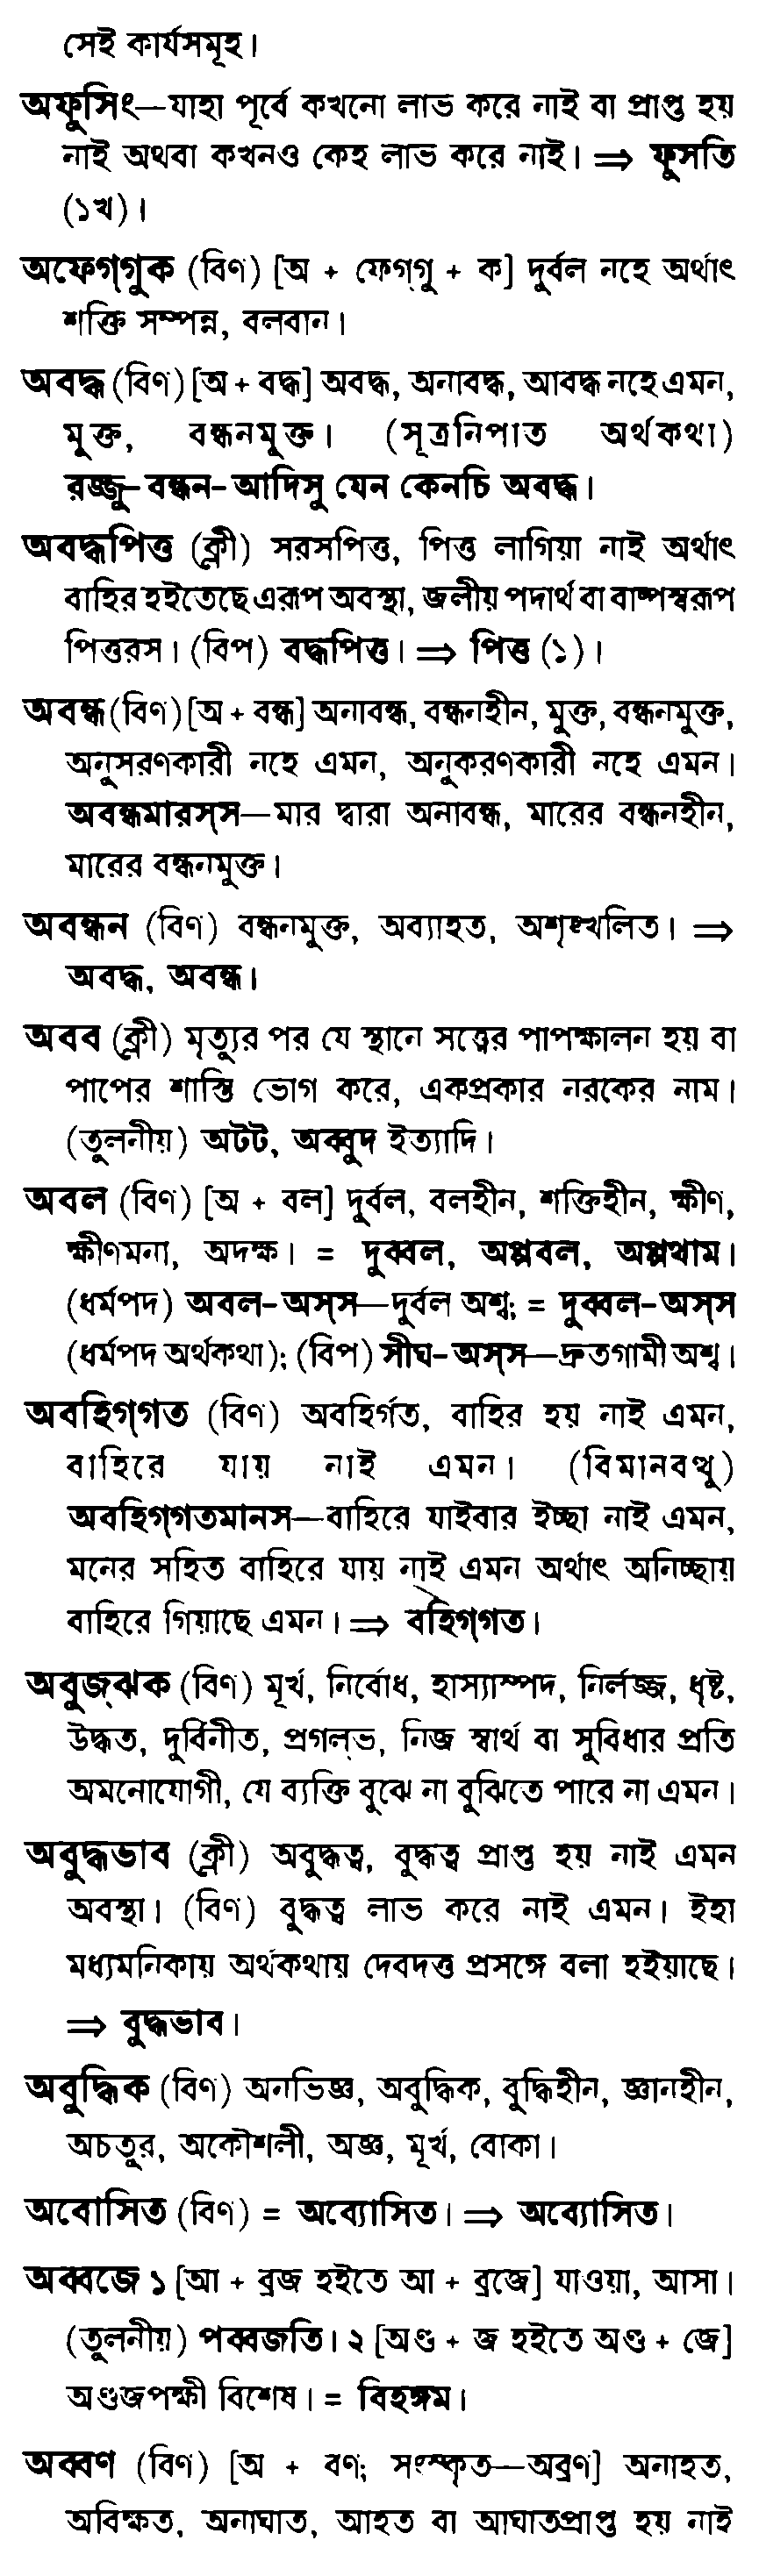 সেই কার্যসমূহ।
অফুসিং—যাহা পূর্বে কখনো লাভ করে নাই বা প্রাপ্ত হয়
নাই অথবা কখনও কেহ লাভ করে নাই। ⇒ ফুসতি
(১খ)।
অফেগ্‌গুক (বিণ) [অ + ফেগ্‌গু + ক] দুর্বল নহে অর্থাৎ
শক্তি সম্পন্ন, বলবান।
অবদ্ধ (বিণ) [অ + বদ্ধ] অবদ্ধ, অনাবদ্ধ, আবদ্ধ নহে এমন,
মুক্ত, বন্ধনমুক্ত। (সূত্রনিপাত অর্থকথা)
রজ্জু-বন্ধন-আদিসু যেন কেনচি অবদ্ধ।
অবদ্ধপিত্ত (ক্লী) সরসপিত্ত, পিত্ত লাগিয়া নাই অর্থাৎ
বাহির হইতেছে এরূপ অবস্থা, জলীয় পদার্থ বা বাষ্পস্বরূপ
পিত্তরস। (বিপ) বদ্ধপিত্ত। ⇒ পিত্ত (১)।
অবন্ধ (বিণ) [অ + বন্ধ] অনাবন্ধ, বন্ধনহীন, মুক্ত, বন্ধনমুক্ত,
অনুসরণকারী নহে এমন, অনুকরণকারী নহে এমন।
অবন্ধমারস্‌স—মার দ্বারা অনাবন্ধ, মারের বন্ধনহীন,
মারের বন্ধনমুক্ত।
অবন্ধন (বিণ) বন্ধনমুক্ত, অব্যাহত, অশৃঙ্খলিত। ⇒
অবদ্ধ, অবন্ধ।
অবব (ক্লী) মৃত্যুর পর যে স্থানে সত্ত্বের পাপক্ষালন হয় বা
পাপের শাস্তি ভোগ করে, একপ্রকার নরকের নাম।
(তুলনীয়) অটট, অব্বুদ ইত্যাদি।
অবল (বিণ) [অ + বল] দুর্বল, বলহীন, শক্তিহীন, ক্ষীণ,
ক্ষীণমনা, অদক্ষ। = দুব্বল, অপ্পবল, অপ্পথাম।
(ধর্মপদ) অবল-অস্‌স—দুর্বল অশ্ব; = দুব্বল-অস্‌স
(ধর্মপদ অর্থকথা); (বিপ) সীঘ-অস্‌স—দ্রুতগামী অশ্ব।
অবহিগ্‌গত (বিণ) অবহির্গত, বাহির হয় নাই এমন,
বাহিরে যায় নাই এমন। (বিমানবত্থু)
অবহিগ্‌গতমানস—বাহিরে যাইবার ইচ্ছা নাই এমন,
মনের সহিত বাহিরে যায় নাই এমন অর্থাৎ অনিচ্ছায়
বাহিরে গিয়াছে এমন। ⇒ বহিগ্‌গত।
অবুজ্‌ঝক (বিণ) মূর্খ, নির্বোধ, হাস্যাস্পদ, নির্লজ্জ, ধৃষ্ট,
উদ্ধত, দুর্বিনীত, প্রগল্‌ভ, নিজ স্বার্থ বা সুবিধার প্রতি
অমনোযোগী, যে ব্যক্তি বুঝে না বুঝিতে পারে না এমন।
অবুদ্ধভাব (ক্লী) অবুদ্ধত্ব, বুদ্ধত্ব প্রাপ্ত হয় নাই এমন
অবস্থা। (বিণ) বুদ্ধত্ব লাভ করে নাই এমন। ইহা
মধ্যমনিকায় অর্থকথায় দেবদত্ত প্রসঙ্গে বলা হইয়াছে।
⇒ বুদ্ধভাব।
অবুদ্ধিক (বিণ) অনভিজ্ঞ, অবুদ্ধিক, বুদ্ধিহীন, জ্ঞানহীন,
অচতুর, অকৌশলী, অজ্ঞ, মূর্খ, বোকা।
অবোসিত (বিণ) = অব্যোসিত। ⇒ অব্যোসিত।
অব্বজে ১ [আ + ব্রজ হইতে আ + ব্রজে] যাওয়া, আসা।
(তুলনীয়) পব্বজতি। ২ [অণ্ড + জ হইতে অণ্ড + জে]
অণ্ডজপক্ষী বিশেষ। = বিহঙ্গম।
অব্বণ (বিণ) [অ + বণ; সংস্কৃত—অব্রণ] অনাহত,
অবিক্ষত, অনাঘাত, আহত বা আঘাতপ্রাপ্ত হয় নাই